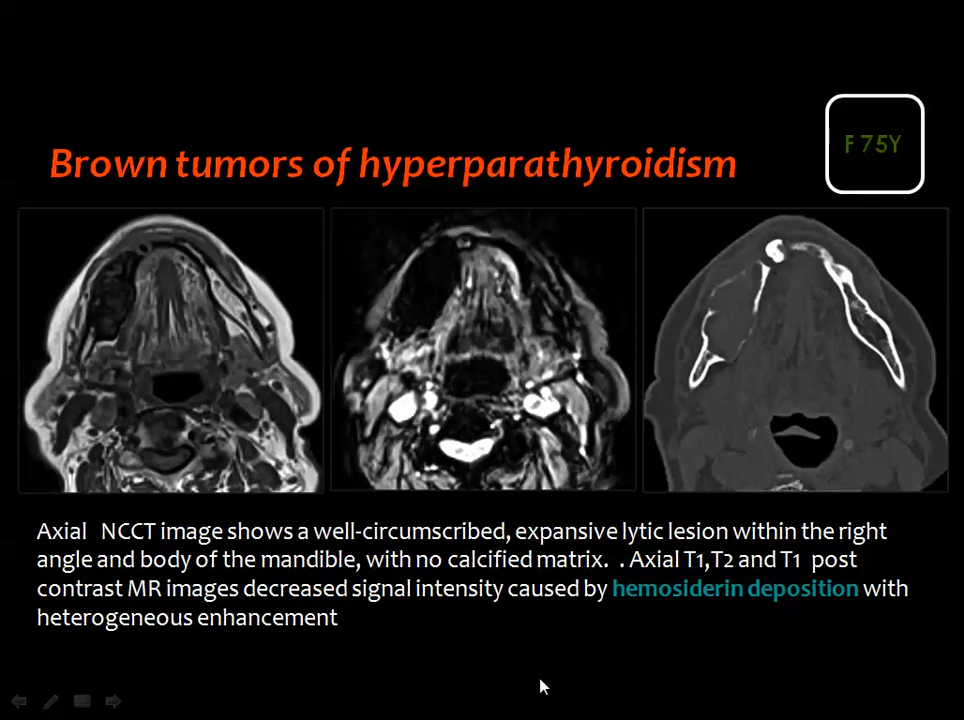 F 75Y
Brown tumors of hyperparathyroidism
Axial NCCT image shows a well-circumscribed, expansive lytic lesion within the right
angle and body of the mandible, with no calcified matrix. . Axial T1,T2 and T1 post
contrast MR images decreased signal intensity caused by hemosiderin deposition with
heterogeneous enhancement